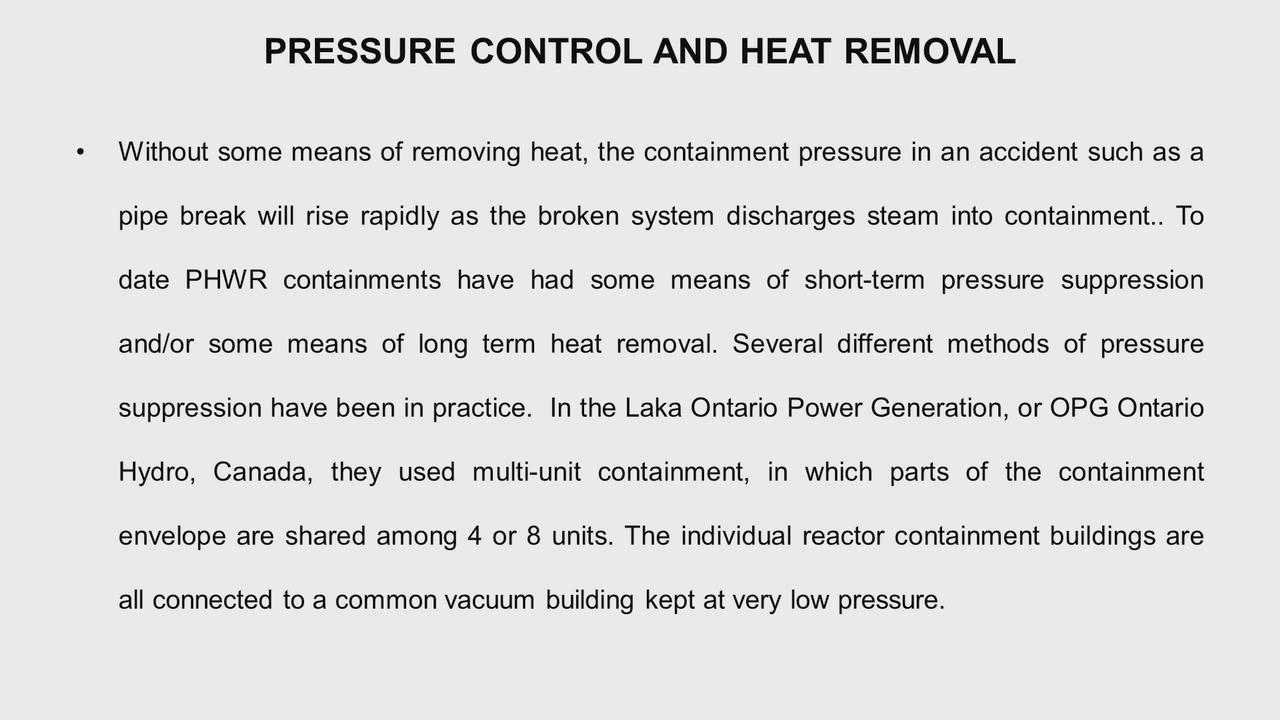 PRESSURE CONTROL AND HEAT REMOVAL
• Without some means of removing heat, the containment pressure in an accident such as a
pipe break will rise rapidly as the broken system discharges steam into containment.. To
date PHWR containments have had some means of short-term pressure suppression
and/or some means of long term heat removal. Several different methods of pressure
suppression have been in practice.  In the Laka Ontario Power Generation, or OPG Ontario
Hydro, Canada, they used multi-unit containment, in which parts of the containment
envelope are shared among 4 or 8 units. The individual reactor containment buildings are
all connected to a common vacuum building kept at very low pressure.